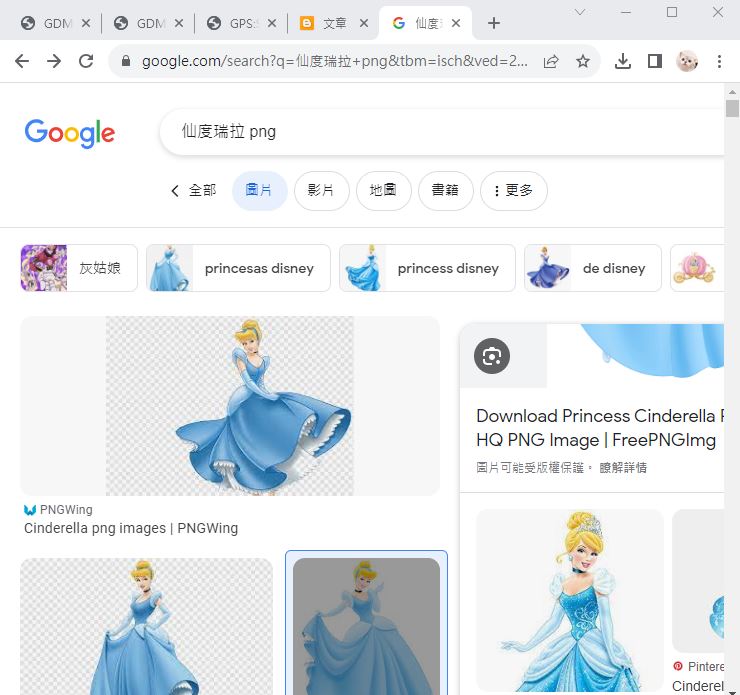 GDM
GDM
GPS:
文章
仙度
google.com/search?q=仙度瑞拉+png&tbm=isch&ved=2...
Google
仙度瑞拉 png
全部
圖片
影片
地圖
書籍
更多
灰姑娘
princesas disney
princess disney
de disney
Download Princess Cinderella
HQ PNG Image | FreePNGImg
圖片可能受版權保護。 瞭解詳情
PNGWing
Cinderella png images | PNGWing
Pintere
Cinderel